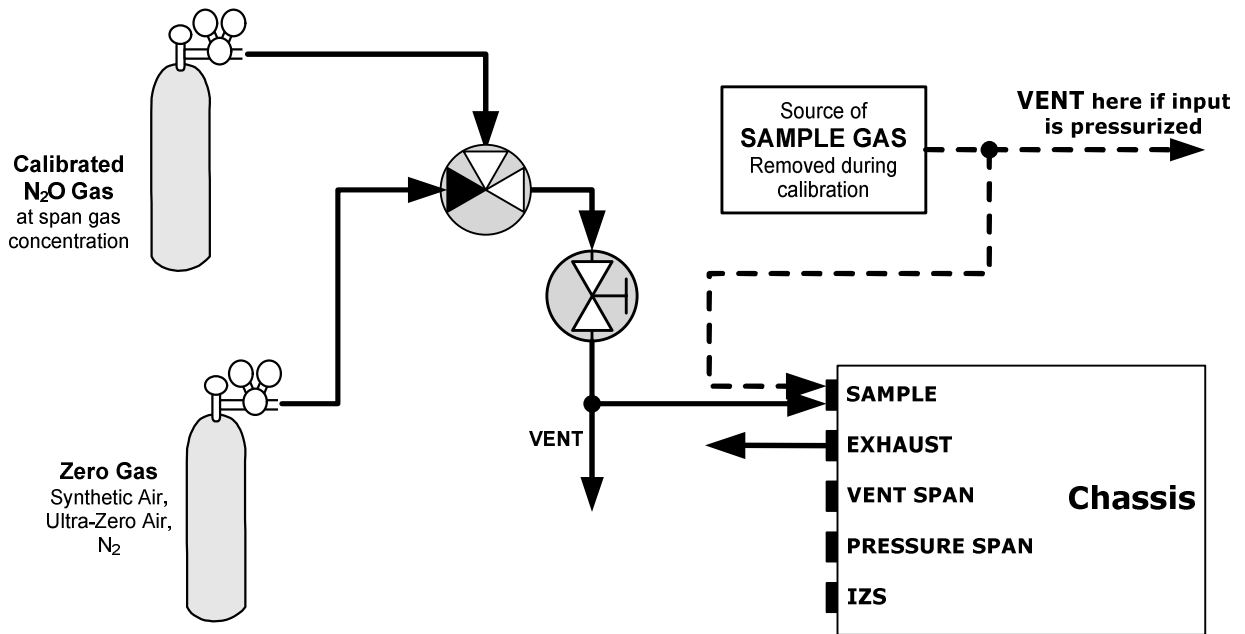 Calibrated
N₂O Gas
at span gas
concentration
Source of
SAMPLE GAS
Removed during
calibration
VENT here if input
is pressurized
Zero Gas
Synthetic Air,
Ultra-Zero Air,
N₂
VENT
SAMPLE
EXHAUST
VENT SPAN
PRESSURE SPAN
IZS
Chassis